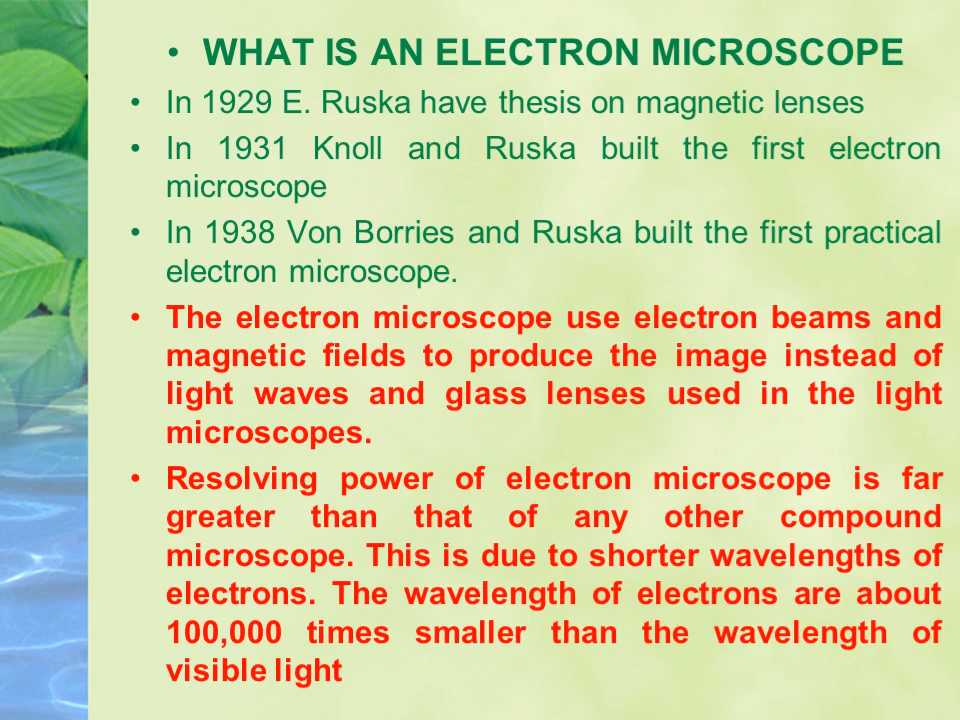 • WHAT IS AN ELECTRON MICROSCOPE
• In 1929 E. Ruska have thesis on magnetic lenses
• In 1931 Knoll and Ruska built the first electron
microscope
• In 1938 Von Borries and Ruska built the first practical
electron microscope.
• The electron microscope use electron beams and
magnetic fields to produce the image instead of
light waves and glass lenses used in the light
microscopes.
• Resolving power of electron microscope is far
greater than that of any other compound
microscope. This is due to shorter wavelengths of
electrons. The wavelength of electrons are about
100,000 times smaller than the wavelength of
visible light